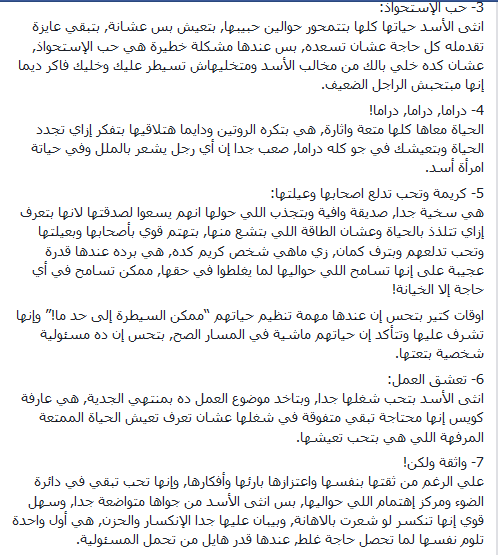 3- حب الإستحواذ:
انثى الأسد حياتها كلها بتتمحور حوالين حبيبها, بتعيش بس عشانة, بتبقي عايزة
تقدمله كل حاجة عشان تسعده, بس عندها مشكلة خطيرة هي حب الإستحواذ,
عشان كده خلي بالك من مخالب الأسد ومتخليهاش تسيطر عليك وخليك فاكر ديما
إنها مبتحبش الراجل الضعيف.
4- دراما, دراما, دراما!
الحياة معاها كلها متعة واثارة, هي بتكره الروتين ودايما هتلاقيها بتفكر إزاي تجدد
الحياة وبتعيشك في جو كله دراما, صعب جدا إن أي رجل يشعر بالملل وفي حياتة
امرأة أسد.
5- كريمة وتحب تدلع اصحابها وعيلتها:
هي سخية جدا, صديقة وافية وبتجذب اللي حولها انهم يسعوا لصدقتها لانها بتعرف
إزاي تتلذذ بالحياة وعشان الطاقة اللي بتشع منها, بتهتم قوي بأصحابها وبعيلتها
وتحب تدلعهم وبترف كمان, زي ماهي شخص كريم كده, هي برده عندها قدرة
عجيبة على إنها تسامح اللي حواليها لما يغلطوا في حقها, ممكن تسامح في أي
حاجة إلا الخيانة!
اوقات كتير بتحس إن عندها مهمة تنظيم حياتهم “ممكن السيطرة إلى حد ما!” وإنها
تشرف عليها وتتأكد إن حياتهم ماشية في المسار الصح, بتحس إن ده مسئولية
شخصية بتعتها.
6- تعشق العمل:
انثى الأسد بتحب شغلها جدا, وبتاخد موضوع العمل ده بمنتهي الجدية, هي عارفة
كويس إنها محتاجة تبقي متفوقة في شغلها عشان تعرف تعيش الحياة الممتعة
المرفهة اللي هي بتحب تعيشها.
7- واثقة ولكن!
علي الرغم من ثقتها بنفسها واعتزازها بارئها وأفكارها, وإنها تحب تبقي في دائرة
الضوء ومركز إهتمام اللي حواليها, بس انثى الأسد من جواها متواضعة جدا, وسهل
قوي إنها تنكسر لو شعرت بالاهانة, وبيبان عليها جدا الإنكسار والحزن, هي أول واحدة
تلوم نفسها لما تحصل حاجة غلط, عندها قدر هايل من تحمل المسئولية.